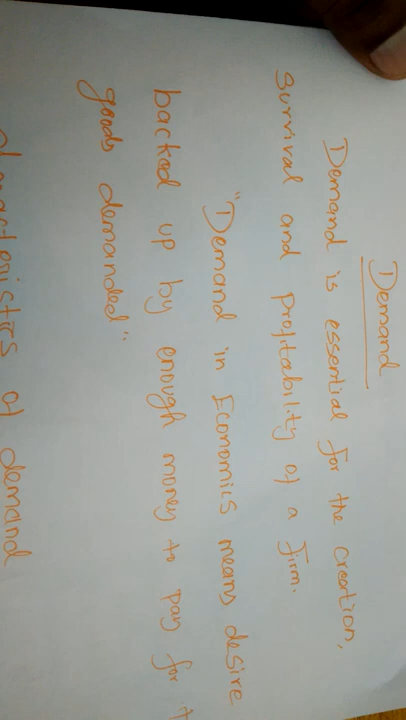 Demand
Demand is essential for the creation,
survival and profitability of a firm.
"Demand in Economics means desire
backed up by enough money to pay for
goods demanded"
of demand